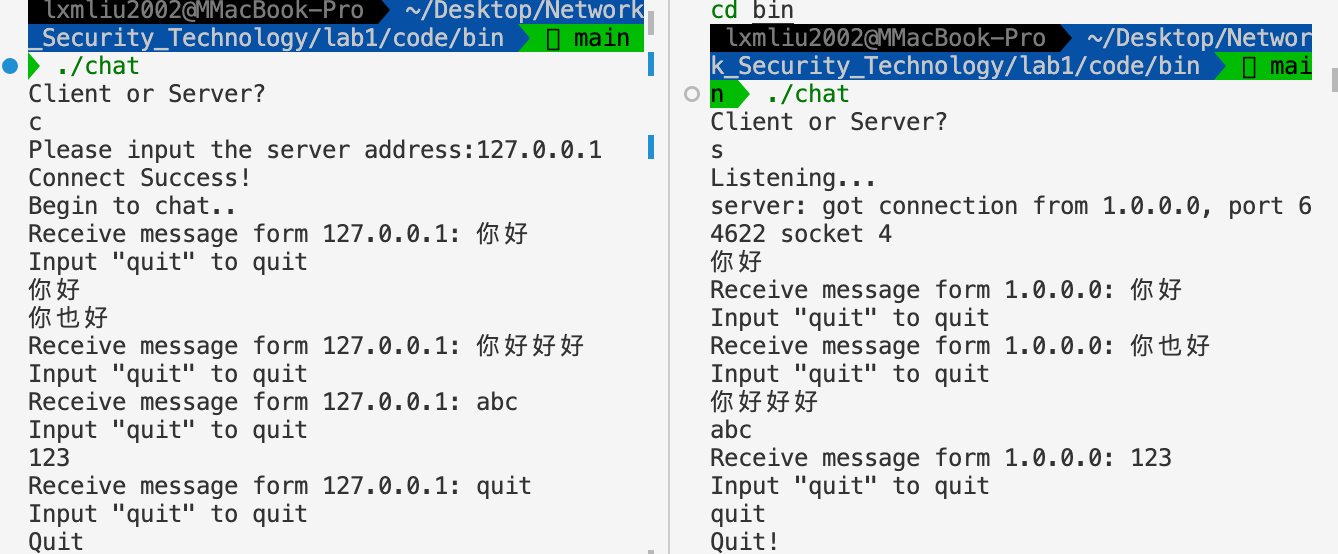 lxmliu2002@MMacBook-Pro ~/Desktop/Network
_Security_Technology/lab1/code/bin main
./chat
Client or Server?
c
Please input the server address:127.0.0.1
Connect Success!
Begin to chat..
Receive message form 127.0.0.1: 你好
Input "quit" to quit
你好
你也好
Receive message form 127.0.0.1: 你好好好
Input "quit" to quit
Receive message form 127.0.0.1: abc
Input "quit" to quit
123
Receive message form 127.0.0.1: quit
Input "quit" to quit
Quit
cd bin
lxmliu2002@MMacBook-Pro ~/Desktop/Networ
k_Security_Technology/lab1/code/bin mai
n ./chat
Client or Server?
s
Listening...
server: got connection from 1.0.0.0, port 6
4622 socket 4
你好
Receive message form 1.0.0.0: 你好
Input "quit" to quit
Receive message form 1.0.0.0: 你也好
Input "quit" to quit
你好好好
abc
Receive message form 1.0.0.0: 123
Input "quit" to quit
quit
Quit!